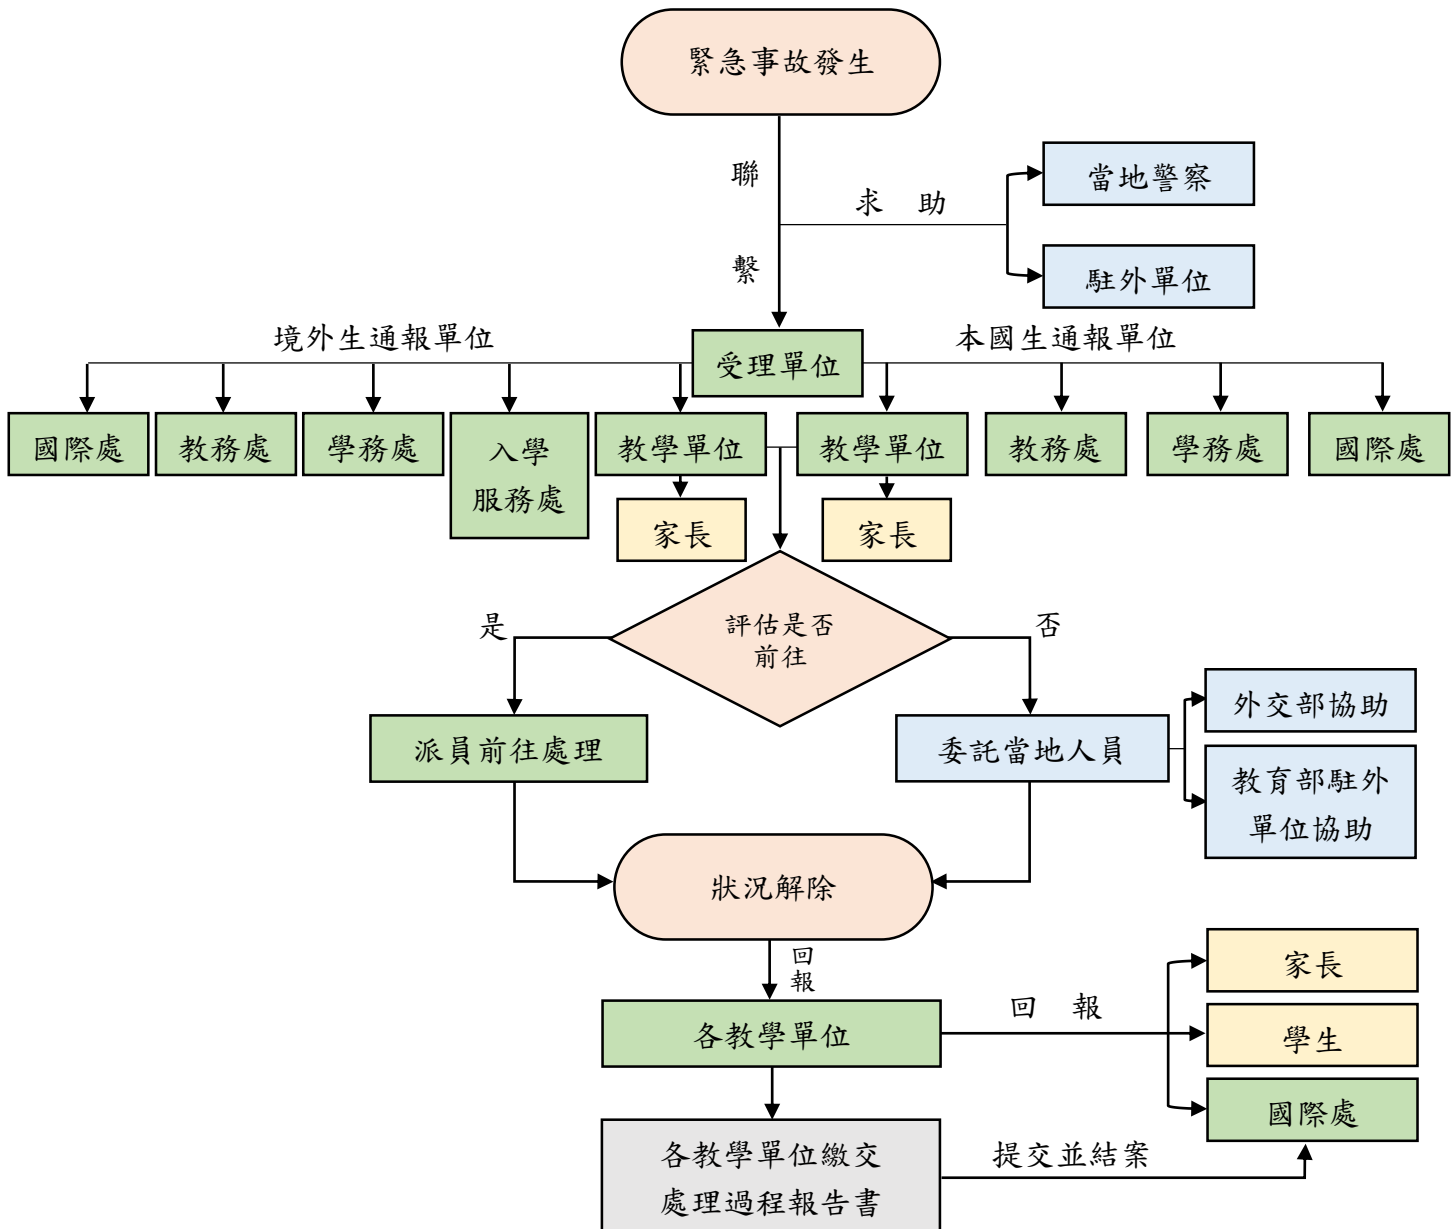 緊急事故發生
聯
繫
求 助
當地警察
駐外單位
境外生通報單位
受理單位
本國生通報單位
國際處
教務處
學務處
入學
服務處
教學單位
教學單位
教務處
學務處
國際處
家長
家長
評估是否
前往
是
否
派員前往處理
委託當地人員
外交部協助
教育部駐外
單位協助
狀況解除
回
報
各教學單位
回 報
家長
學生
國際處
各教學單位繳交
處理過程報告書
提交並結案